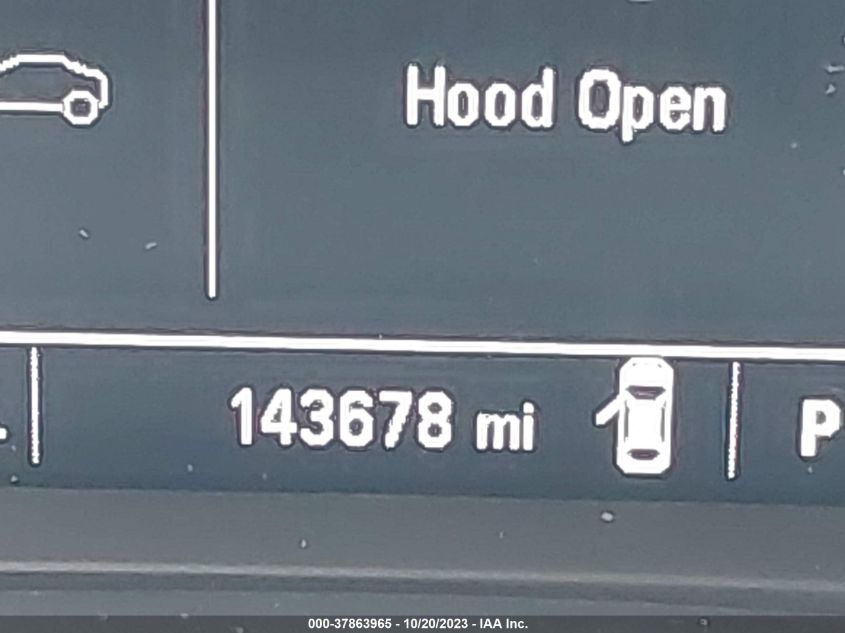 Hood Open
143678 mi
P
000-37863965 - 10/20/2023 - IAA Inc.